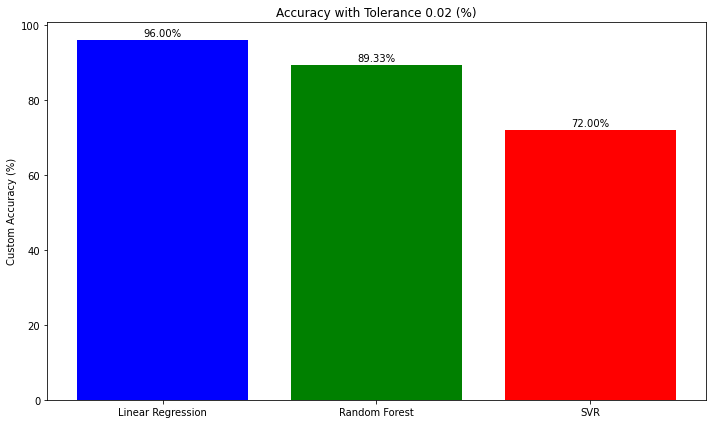 Accuracy with Tolerance 0.02 (%)
Custom Accuracy (%)
100
80
60
40
20
0
96.00%
89.33%
72.00%
Linear Regression
Random Forest
SVR